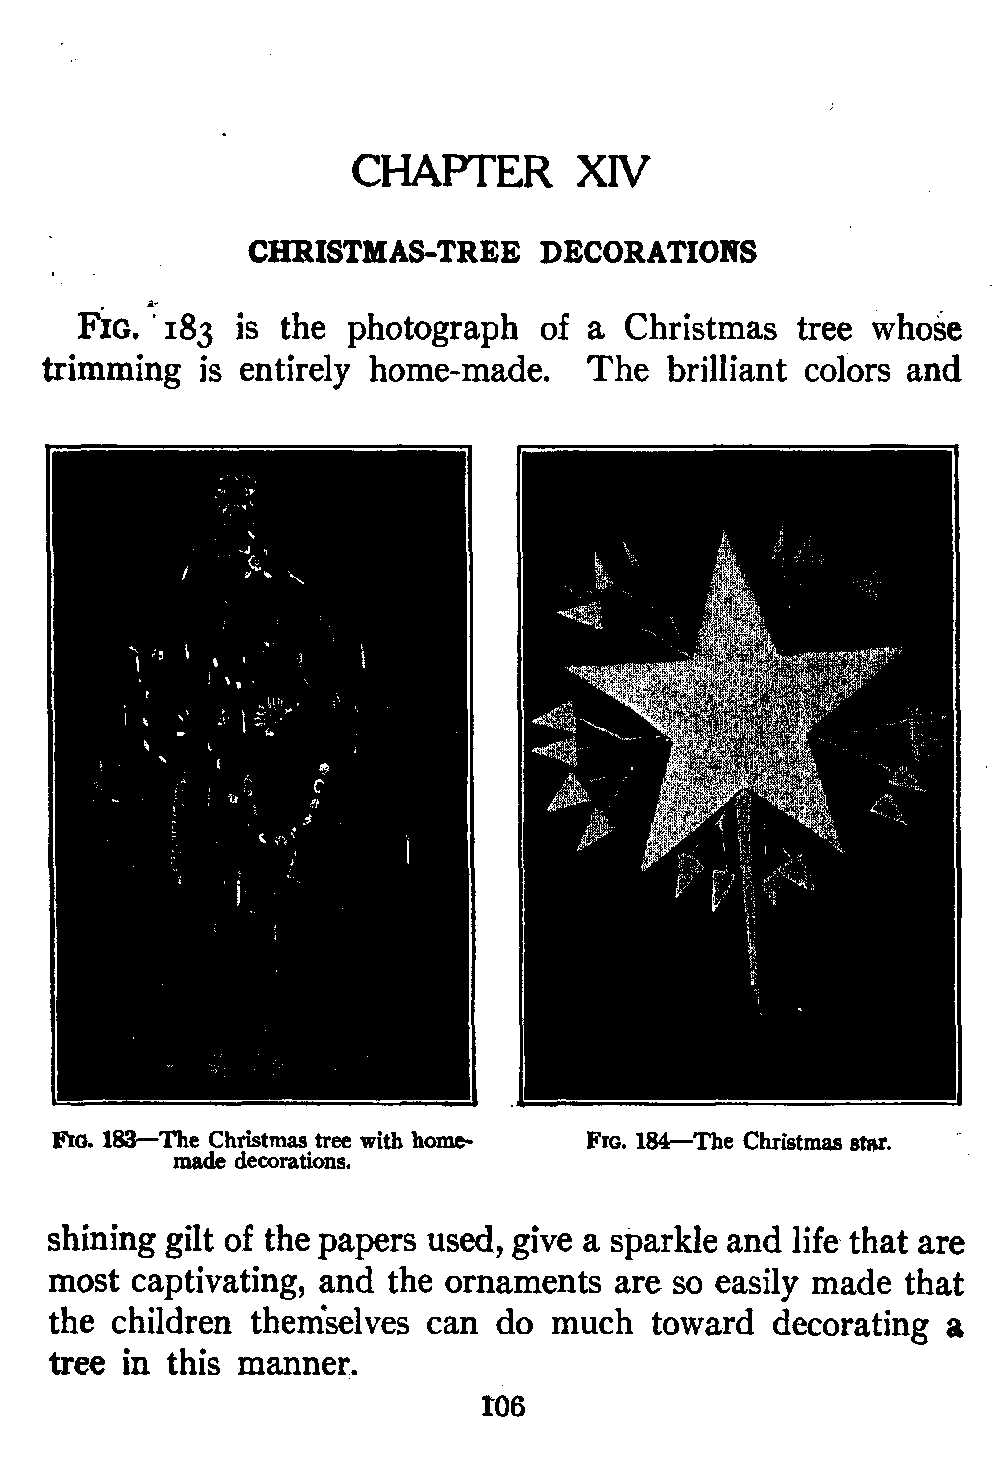 CHAPTER XIV
CHRISTMAS-TREE DECORATIONS
FIG. 183 is the photograph of a Christmas tree whose
trimming is entirely home-made. The brilliant colors and
FIG. 183—The Christmas tree with home-
made decorations.
FIG. 184—The Christmas star.
shining gilt of the papers used, give a sparkle and life that are
most captivating, and the ornaments are so easily made that
the children themselves can do much toward decorating a
tree in this manner.
106